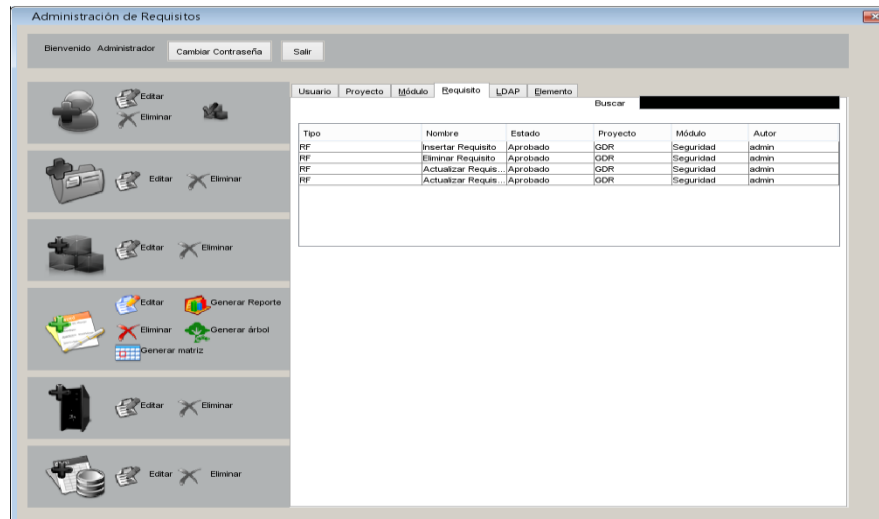 Administración de Requisitos
Bienvenido Administrador Cambiar Contraseña Salir
Editar
Eliminar
Editar Eliminar
Editar Eliminar
Editar Generar Reporte
Eliminar Generar árbol
Generar matriz
Editar Eliminar
Editar Eliminar
Usuario Proyecto Módulo Requisito LDAP Elemento
Buscar
Tipo Nombre Estado Proyecto Módulo Autor
RF Insertar Requisito Aprobado GDR Seguridad admin
RF Eliminar Requisito Aprobado GDR Seguridad admin
RF Actualizar Requis... Aprobado GDR Seguridad admin
RF Actualizar Requis... Aprobado GDR Seguridad admin